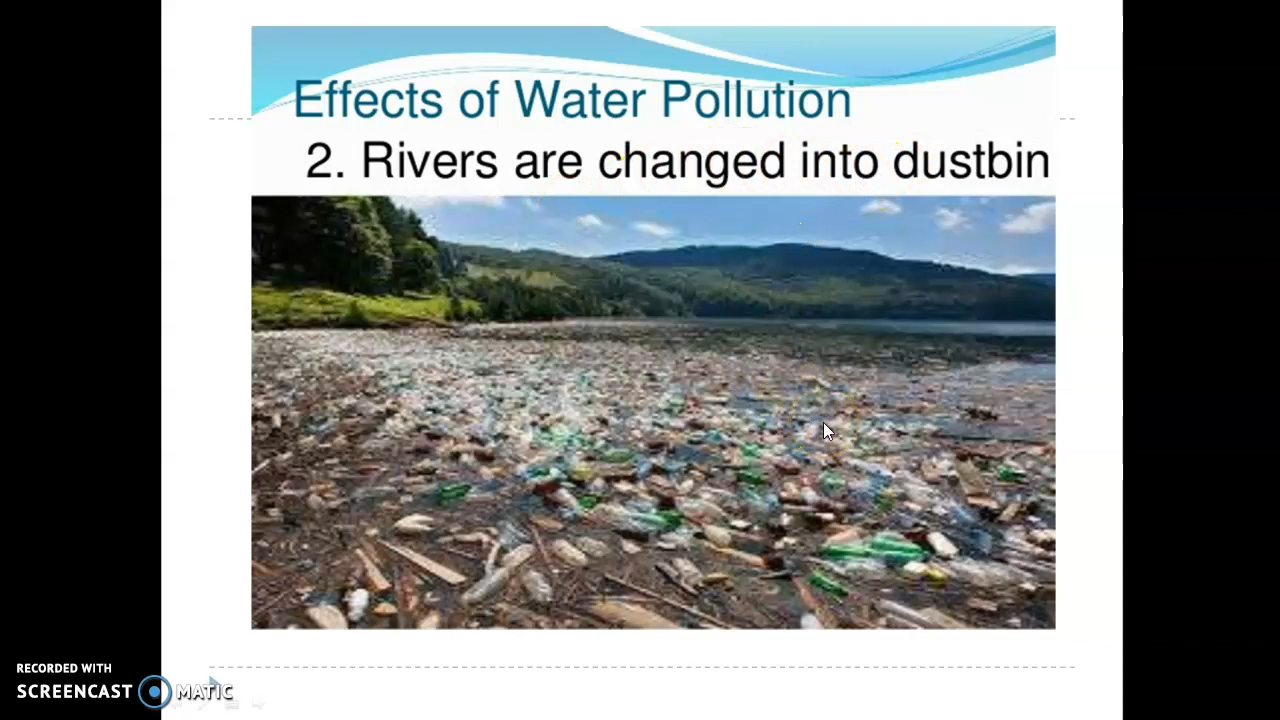 Effects of Water Pollution
2. Rivers are changed into dustbin
RECORDED WITH
SCREENCAST MATIC